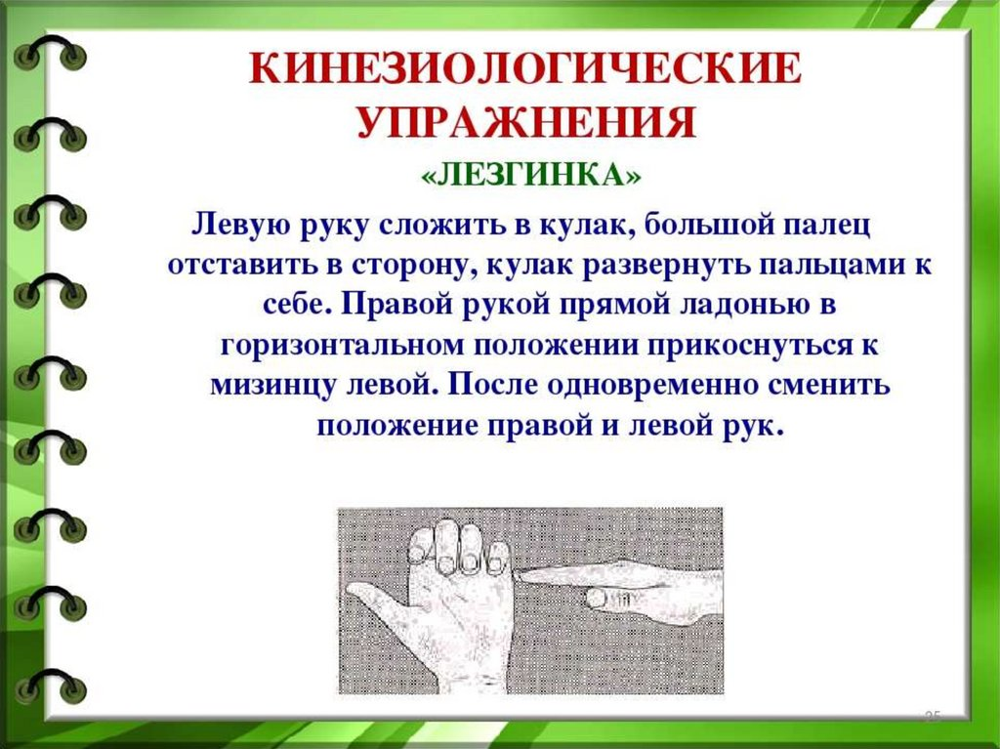 КИНЕЗИОЛОГИЧЕСКИЕ
УПРАЖНЕНИЯ
«ЛЕЗГИНКА»
Левую руку сложить в кулак, большой палец
отставить в сторону, кулак развернуть пальцами к
себе. Правой рукой прямой ладонью в
горизонтальном положении прикоснуться к
мизинцу левой. После одновременно сменить
положение правой и левой рук.
25